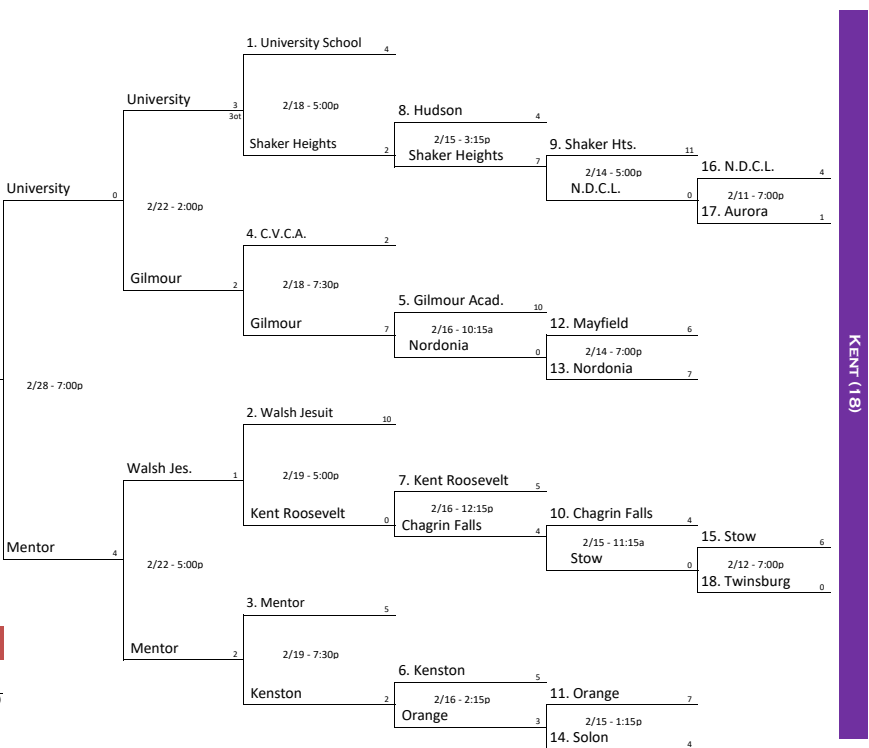 1. University School
4
University
3
3ot
2/18 - 5:00p
8. Hudson
4
Shaker Heights
2
2/15 - 3:15p
Shaker Heights
7
9. Shaker Hts.
11
2/14 - 5:00p
N.D.C.L.
0
16. N.D.C.L.
4
2/11 - 7:00p
17. Aurora
1
University
0
2/22 - 2:00p
4. C.V.C.A.
2
Gilmour
2
2/18 - 7:30p
5. Gilmour Acad.
10
Gilmour
7
2/16 - 10:15a
Nordonia
0
12. Mayfield
6
2/14 - 7:00p
13. Nordonia
7
KENT (18)
2/28 - 7:00p
2. Walsh Jesuit
10
Walsh Jes.
1
2/19 - 5:00p
7. Kent Roosevelt
5
Kent Roosevelt
0
2/16 - 12:15p
Chagrin Falls
4
10. Chagrin Falls
4
2/15 - 11:15a
Stow
0
15. Stow
6
2/12 - 7:00p
18. Twinsburg
0
Mentor
4
2/22 - 5:00p
3. Mentor
5
Mentor
2
2/19 - 7:30p
6. Kenston
5
Kenston
2
2/16 - 2:15p
Orange
3
11. Orange
7
2/15 - 1:15p
14. Solon
4